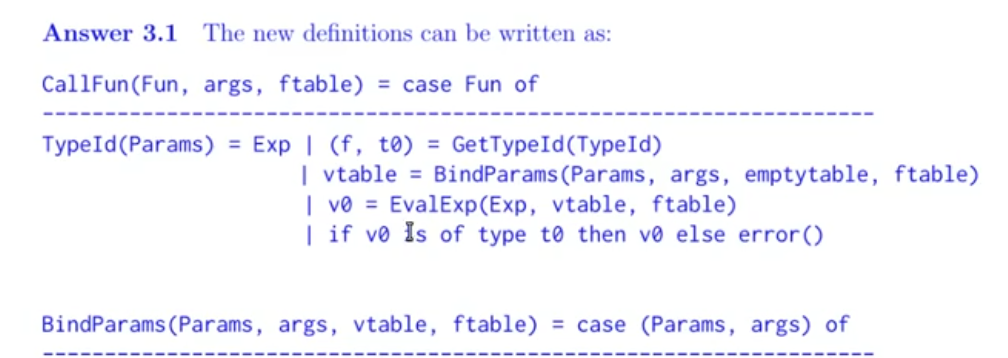 Answer 3.1 The new definitions can be written as:
CallFun(Fun, args, ftable) = case Fun of
-------------------------------------------------------------------
TypeId(Params) = Exp | (f, t0) = GetTypeId(TypeId)
| vtable = BindParams(Params, args, emptytable, ftable)
| v0 = EvalExp(Exp, vtable, ftable)
| if v0 is of type t0 then v0 else error()
BindParams(Params, args, vtable, ftable) = case (Params, args) of
-------------------------------------------------------------------